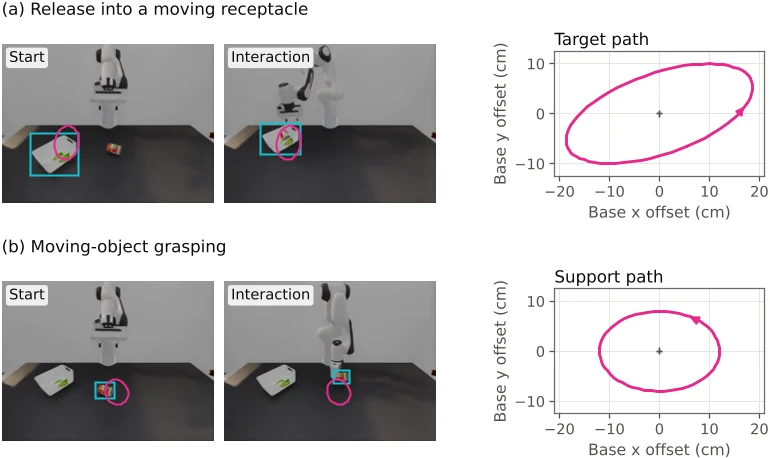 (a) Release into a moving receptacle
Start
Interaction
Target path
Base y offset (cm)
10
0
−10
−20
−10
0
10
20
Base x offset (cm)
(b) Moving-object grasping
Start
Interaction
Support path
Base y offset (cm)
10
0
−10
−20
−10
0
10
20
Base x offset (cm)